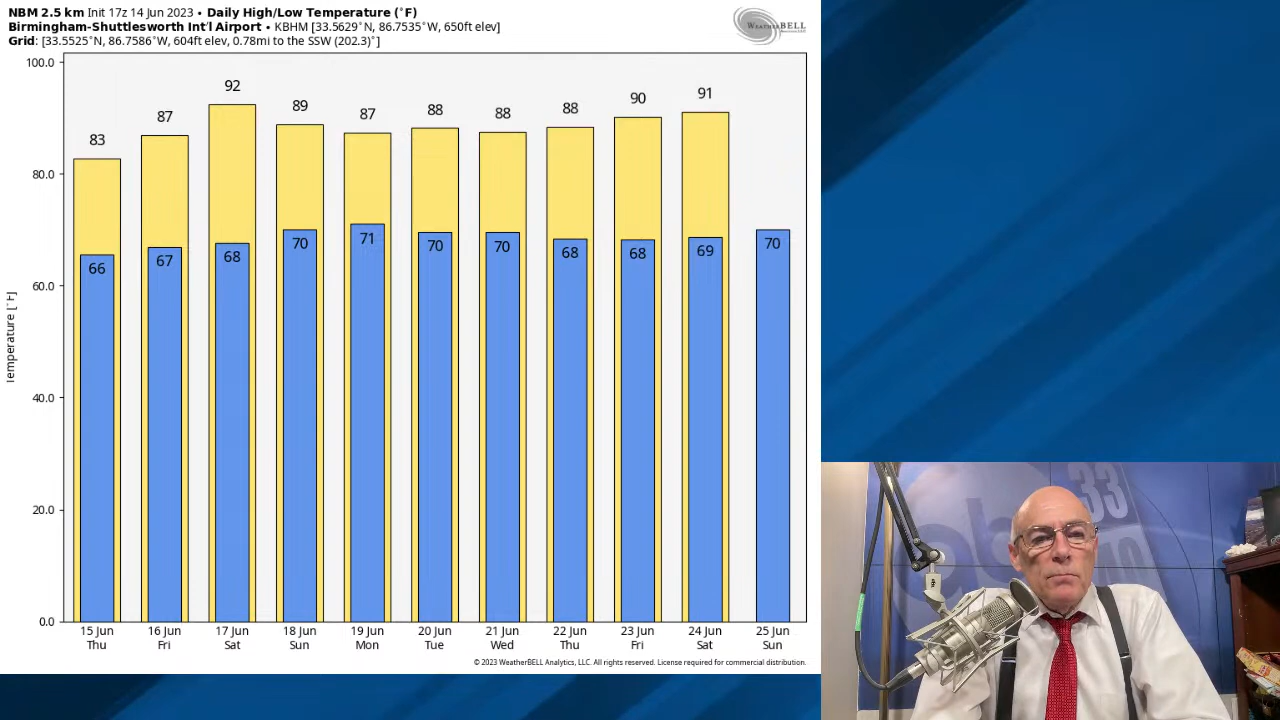 NBM 2.5 km Init 17z 14 Jun 2023 • Daily High/Low Temperature (°F)
Birmingham-Shuttlesworth Int'l Airport • KBHM [33.5629°N, 86.7535°W, 650ft elev]
Grid: [33.5525°N, 86.7586°W, 604ft elev, 0.78mi to the SSW (202.3)°]
WEATHERBELL
Temperature [°F]
100.0
80.0
60.0
40.0
20.0
0.0
83 87 92 89 87 88 88 88 90 91
66 67 68 70 71 70 70 68 68 69 70
15 Jun 16 Jun 17 Jun 18 Jun 19 Jun 20 Jun 21 Jun 22 Jun 23 Jun 24 Jun 25 Jun
Thu Fri Sat Sun Mon Tue Wed Thu Fri Sat Sun
© 2023 WeatherBELL Analytics, LLC. All rights reserved. License required for commercial distribution.
33
abc
40